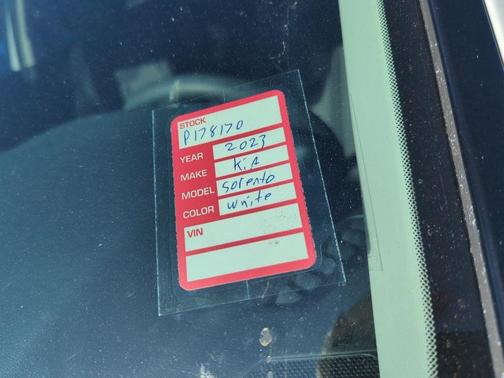 STOCK
P178170
YEAR 2023
MAKE KiA
MODEL Sorento
COLOR White
VIN